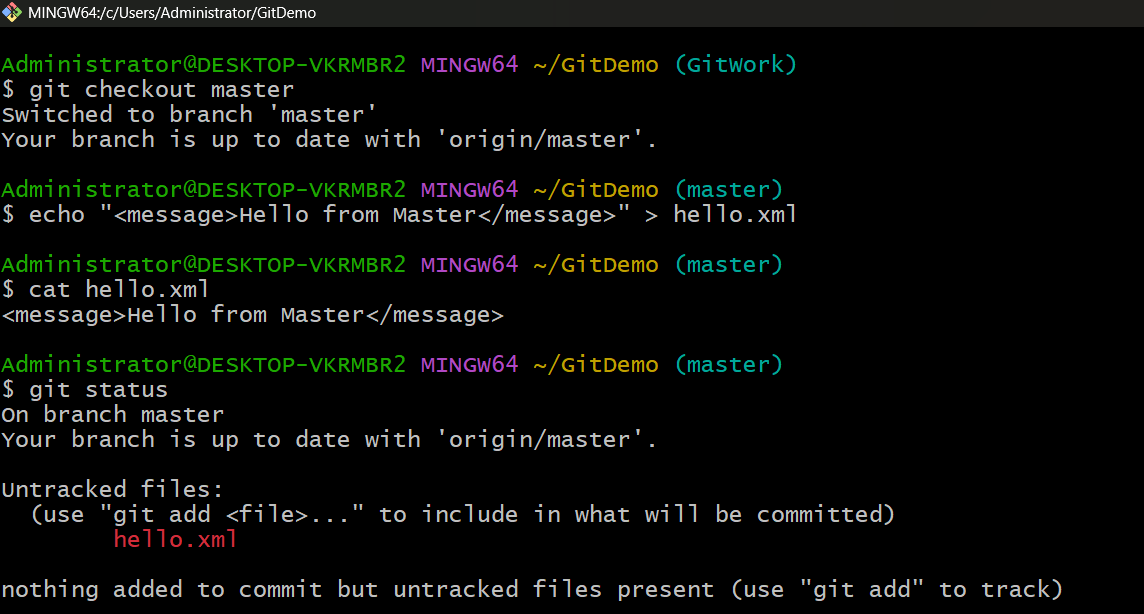 MINGW64:/c/Users/Administrator/GitDemo
Administrator@DESKTOP-VKRMBR2 MINGW64 ~/GitDemo (GitWork)
$ git checkout master
Switched to branch 'master'
Your branch is up to date with 'origin/master'.
Administrator@DESKTOP-VKRMBR2 MINGW64 ~/GitDemo (master)
$ echo "<message>Hello from Master</message>" > hello.xml
Administrator@DESKTOP-VKRMBR2 MINGW64 ~/GitDemo (master)
$ cat hello.xml
<message>Hello from Master</message>
Administrator@DESKTOP-VKRMBR2 MINGW64 ~/GitDemo (master)
$ git status
On branch master
Your branch is up to date with 'origin/master'.
Untracked files:
(use "git add <file>..." to include in what will be committed)
hello.xml
nothing added to commit but untracked files present (use "git add" to track)